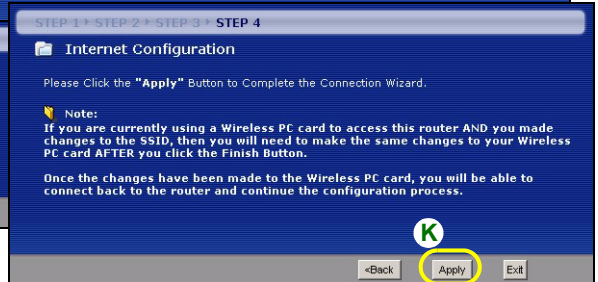 STEP 1 ▸ STEP 2 ▸ STEP 3 ▸ STEP 4
Internet Configuration
Please Click the "Apply" Button to Complete the Connection Wizard.
Note:
If you are currently using a Wireless PC card to access this router AND you made
changes to the SSID, then you will need to make the same changes to your Wireless
PC card AFTER you click the Finish Button.
Once the changes have been made to the Wireless PC card, you will be able to
connect back to the router and continue the configuration process.
K
<Back Apply Exit